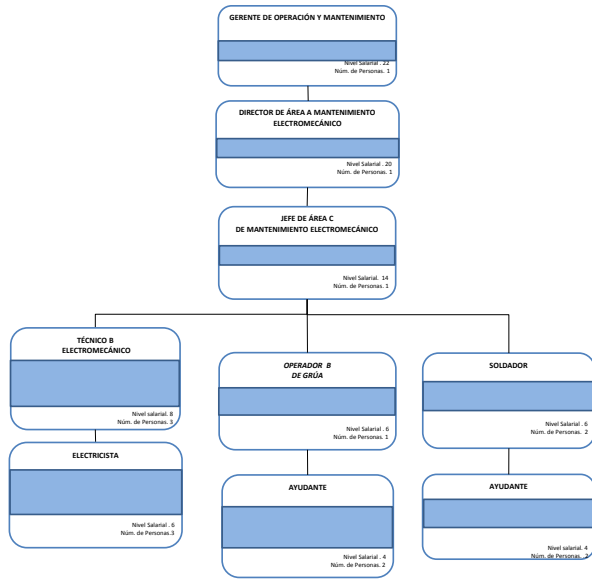 GERENTE DE OPERACIÓN Y MANTENIMIENTO
Nivel Salarial . 22
Núm. de Personas. 1
DIRECTOR DE ÁREA A MANTENIMIENTO
ELECTROMECÁNICO
Nivel Salarial . 20
Núm. de Personas. 1
JEFE DE ÁREA C
DE MANTENIMIENTO ELECTROMECÁNICO
Nivel Salarial. 14
Núm. de Personas. 1
TÉCNICO B
ELECTROMECÁNICO
Nivel salarial. 8
Núm. de Personas. 3
OPERADOR B
DE GRÚA
Nivel Salarial . 6
Núm. de Personas. 1
SOLDADOR
Nivel Salarial . 6
Núm. de Personas. 2
ELECTRICISTA
Nivel Salarial . 6
Núm. de Personas.3
AYUDANTE
Nivel Salarial . 4
Núm. de Personas. 2
AYUDANTE
Nivel salarial. 4
Núm. de Personas. 2